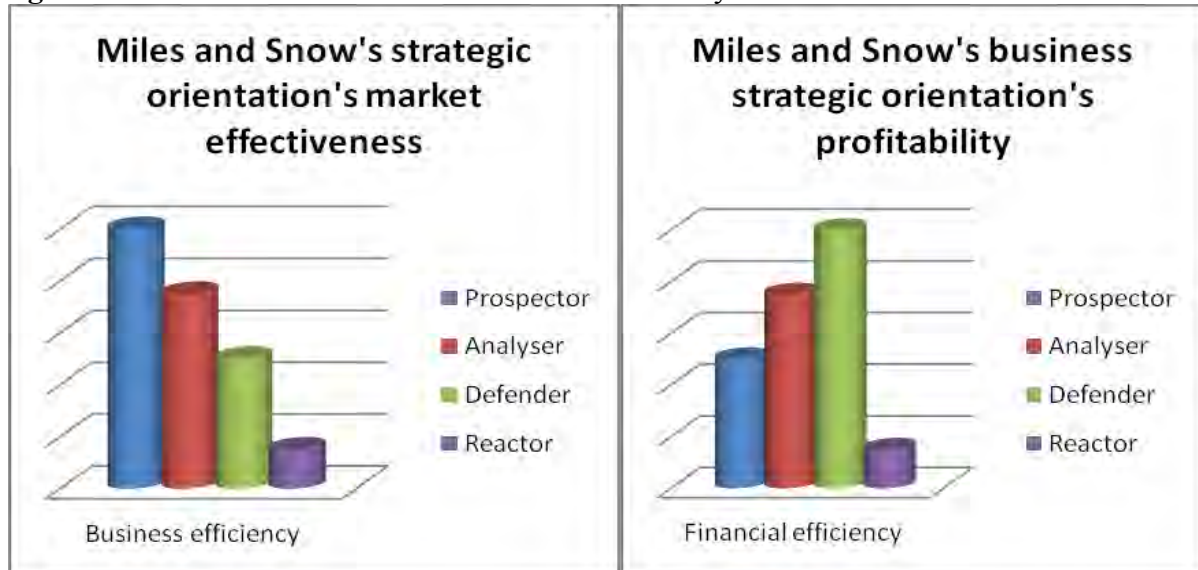 Miles and Snow's strategic
orientation's market
effectiveness
Prospector
Analyser
Defender
Reactor
Business efficiency
Miles and Snow's business
strategic orientation's
profitability
Prospector
Analyser
Defender
Reactor
Financial efficiency